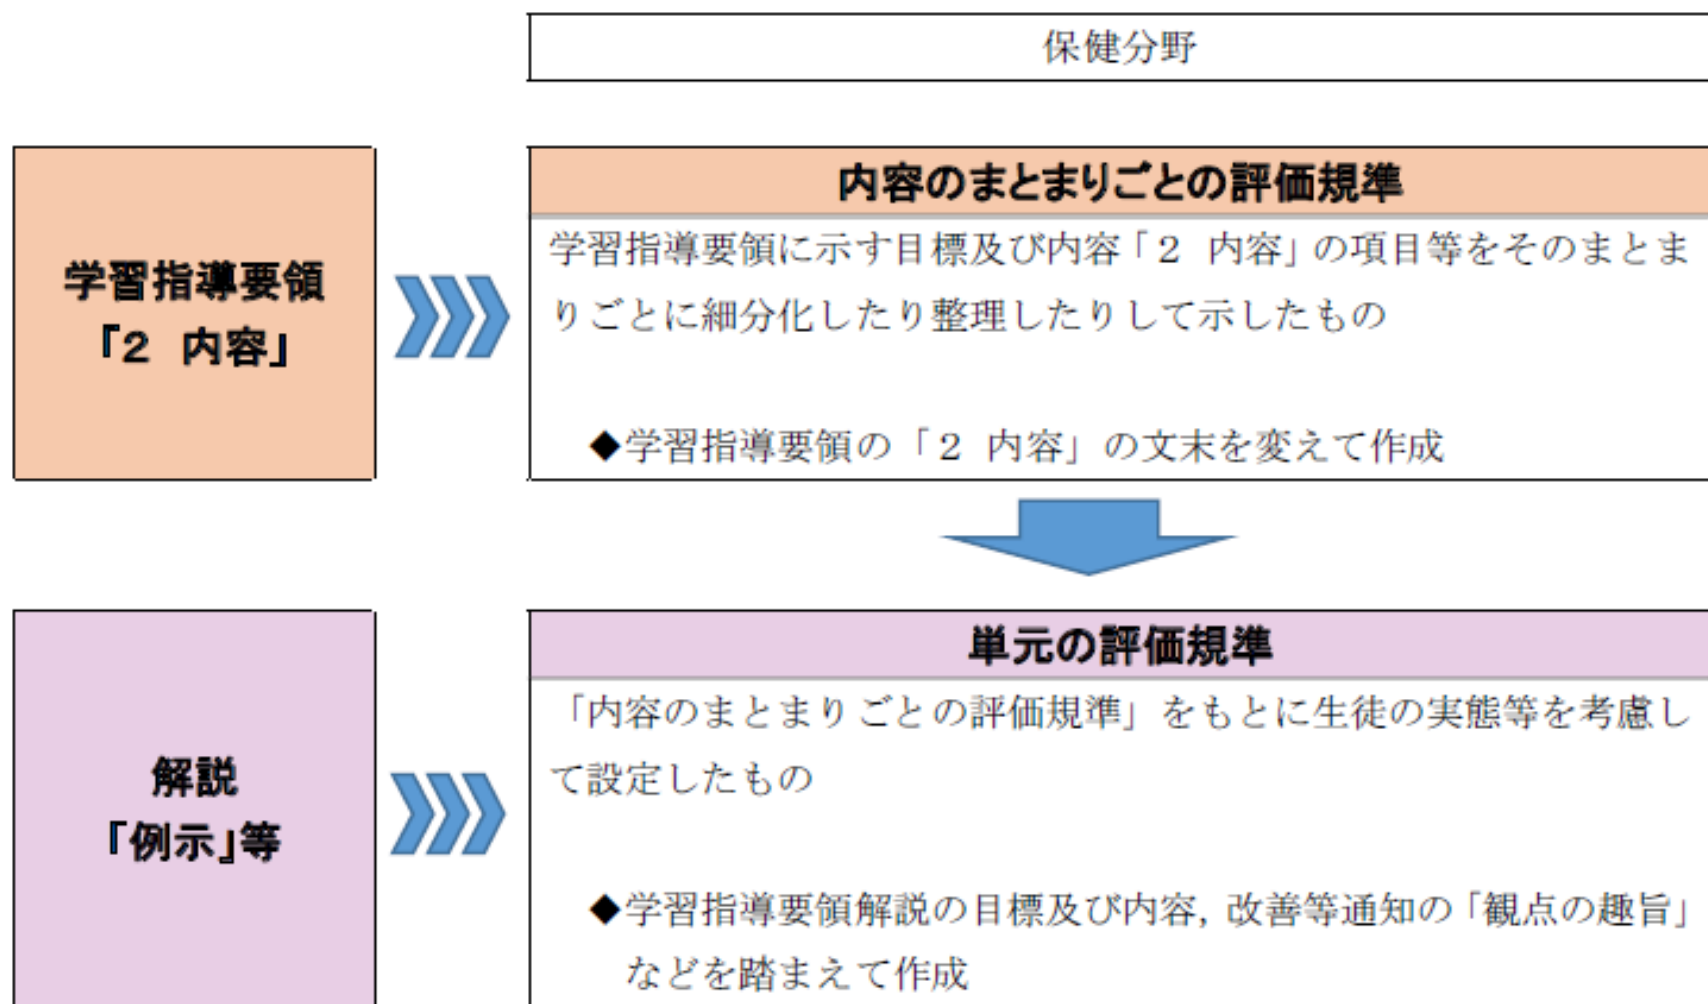 保健分野
学習指導要領
「2 内容」
内容のまとまりごとの評価規準
学習指導要領に示す目標及び内容「2 内容」の項目等をそのまとま
りごとに細分化したり整理したりして示したもの
◆学習指導要領の「2 内容」の文末を変えて作成
解説
「例示」等
単元の評価規準
「内容のまとまりごとの評価規準」をもとに生徒の実態等を考慮し
て設定したもの
◆学習指導要領解説の目標及び内容，改善等通知の「観点の趣旨」
などを踏まえて作成